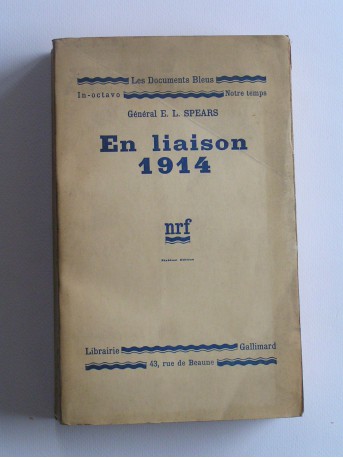 Les Documents Bleus
In-octavo Notre temps
Général E. L. SPEARS
En liaison
1914
nrf
Librairie Gallimard
43, rue de Beaune